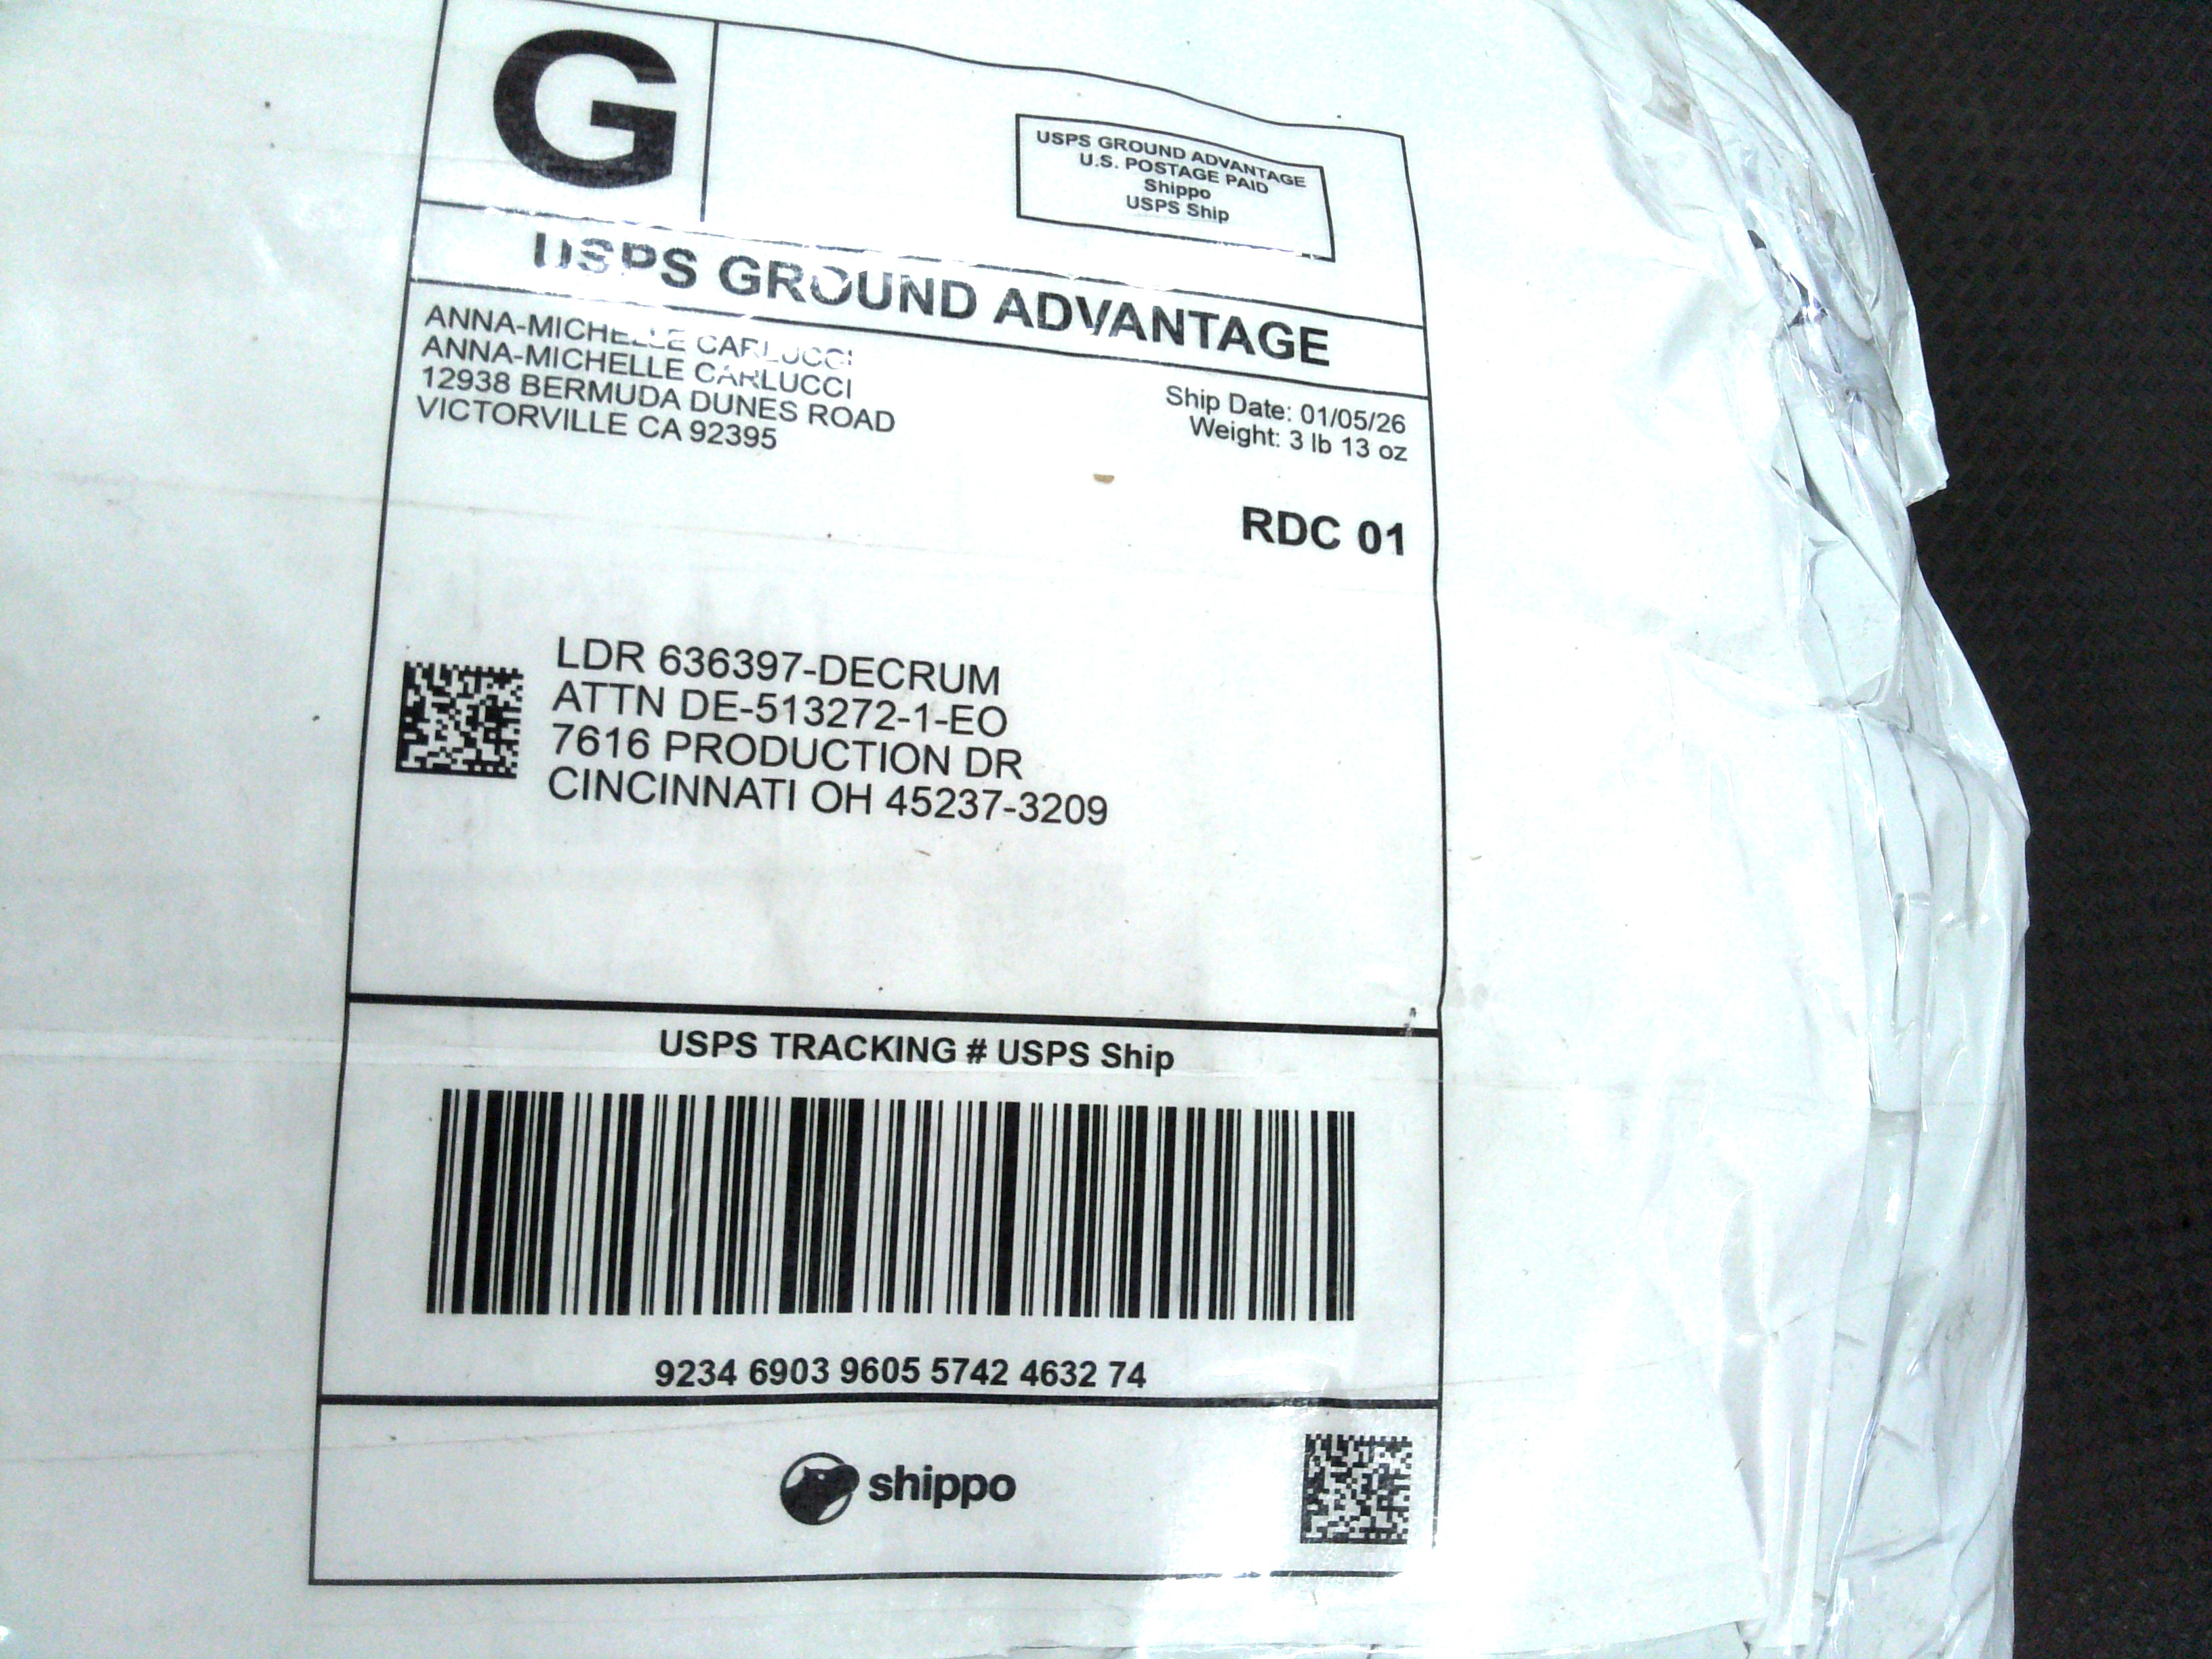 G
USPS GROUND ADVANTAGE
U.S. POSTAGE PAID
Shippo
USPS Ship
USPS GROUND ADVANTAGE
ANNA-MICHELLE CARLUCCI
ANNA-MICHELLE CARLUCCI
12938 BERMUDA DUNES ROAD
VICTORVILLE CA 92395
Ship Date: 01/05/26
Weight: 3 lb 13 oz
RDC 01
LDR 636397-DECRUM
ATTN DE-513272-1-EO
7616 PRODUCTION DR
CINCINNATI OH 45237-3209
USPS TRACKING # USPS Ship
9234 6903 9605 5742 4632 74
shippo